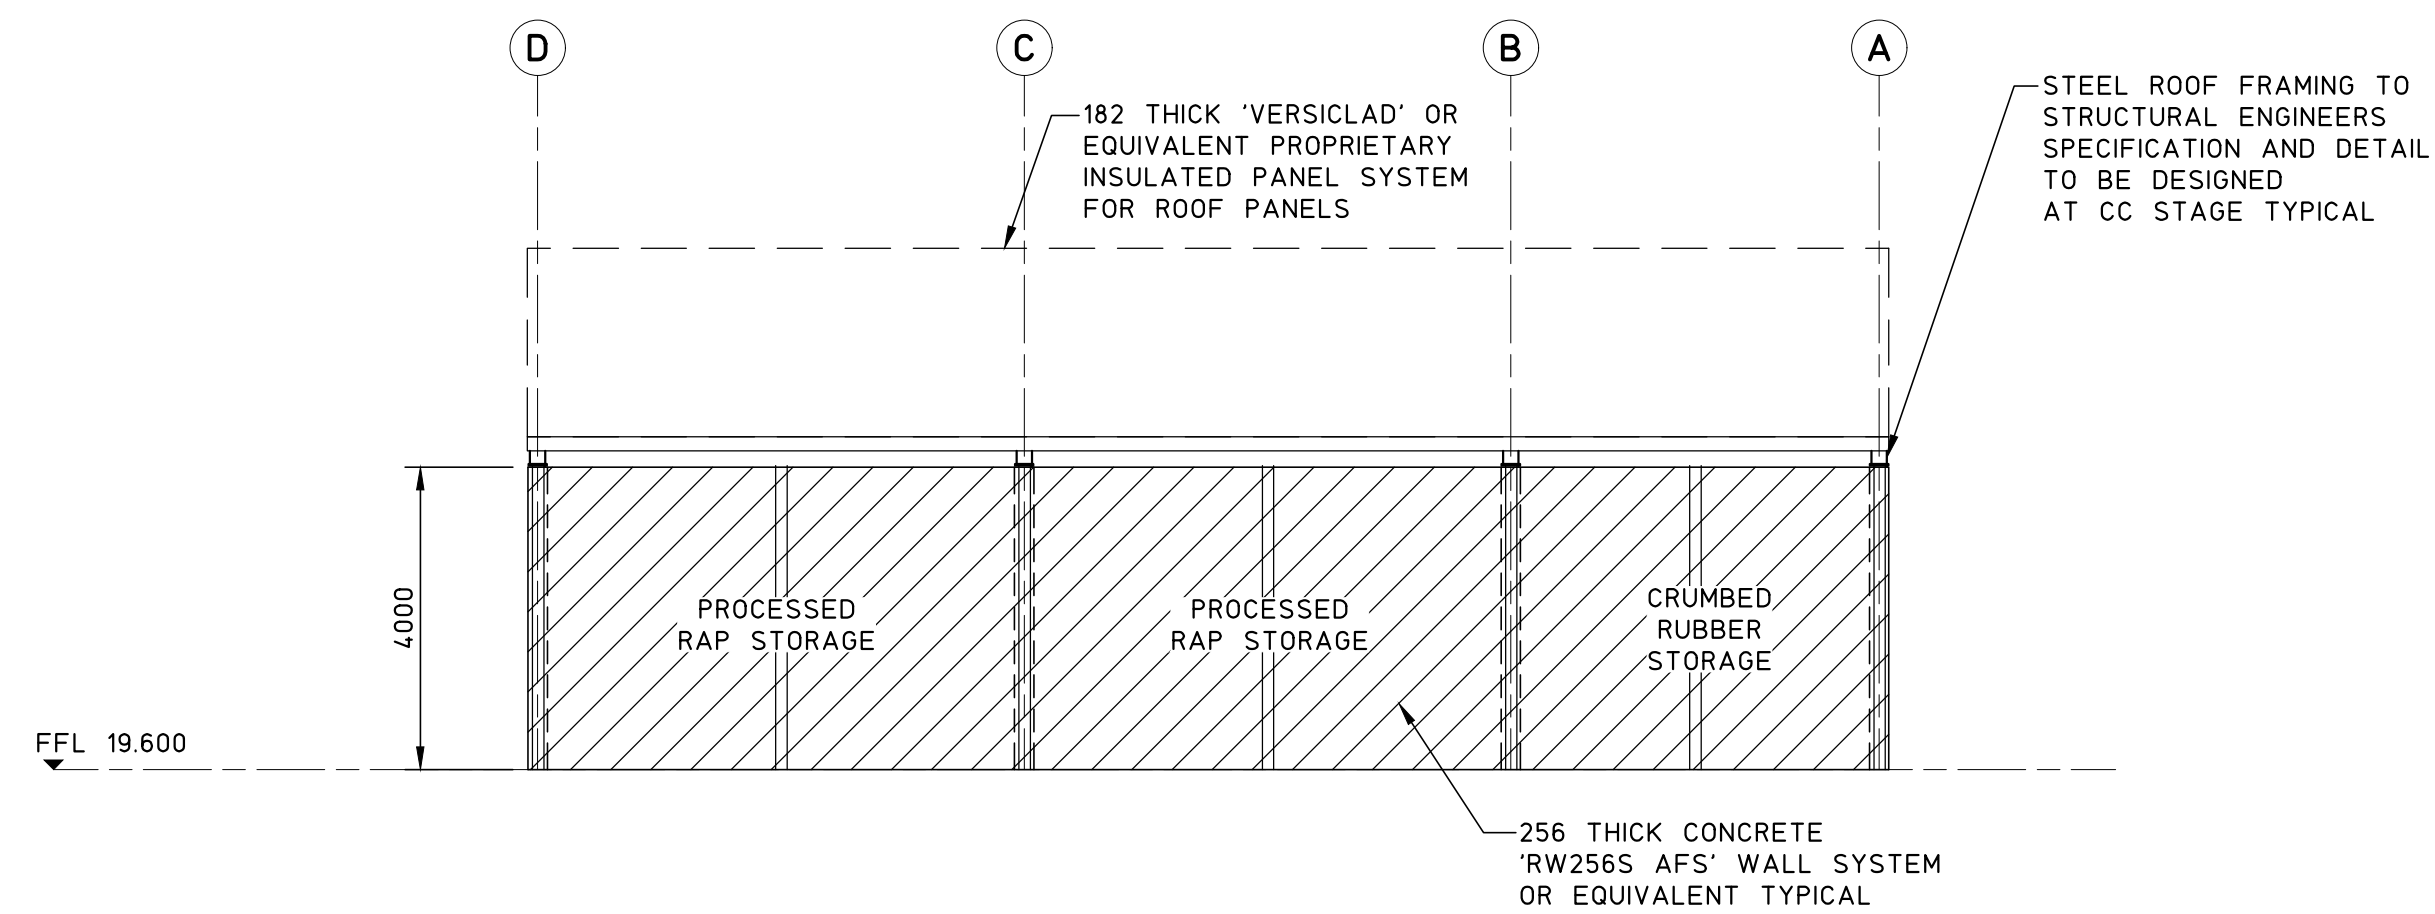 D
C
B
A
182 THICK 'VERSICLAD' OR
EQUIVALENT PROPRIETARY
INSULATED PANEL SYSTEM
FOR ROOF PANELS
STEEL ROOF FRAMING TO
STRUCTURAL ENGINEERS
SPECIFICATION AND DETAIL
TO BE DESIGNED
AT CC STAGE TYPICAL
4000
PROCESSED
RAP STORAGE
PROCESSED
RAP STORAGE
CRUMBED
RUBBER
STORAGE
FFL 19.600
256 THICK CONCRETE
'RW256S AFS' WALL SYSTEM
OR EQUIVALENT TYPICAL